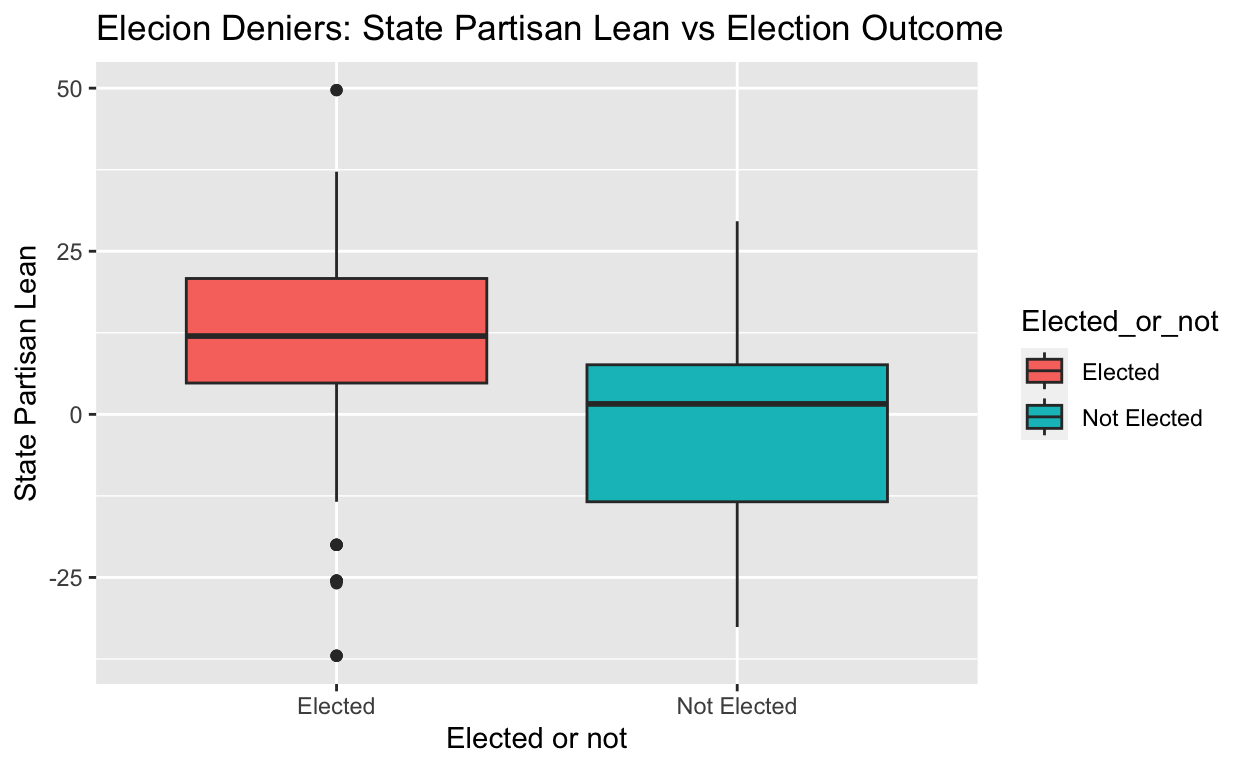 Elecion Deniers: State Partisan Lean vs Election Outcome
50
25
0
-25
State Partisan Lean
Elected
Not Elected
Elected or not
Elected_or_not
Elected
Not Elected